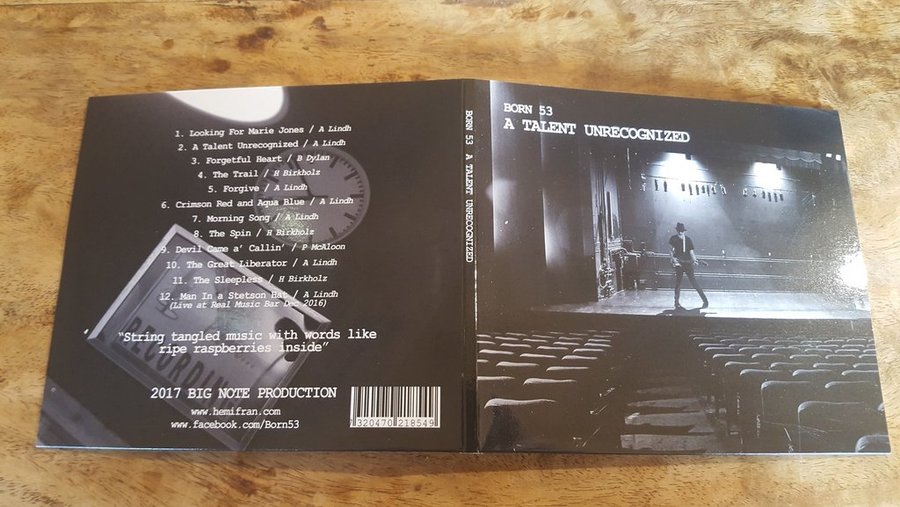 1. Looking For Marie Jones / A Lindh
2. A Talent Unrecognized / A Lindh
3. Forgetful Heart / B Dylan
4. The Trail / H Birkholz
5. Forgive / A Lindh
6. Crimson Red and Aqua Blue / A Lindh
7. Morning Song / A Lindh
8. The Spin / H Birkholz
9. Devil Came a' Callin' / P McAloon
10. The Great Liberator / A Lindh
11. The Sleepless / H Birkholz
12. Man In a Stetson Hat / A Lindh
(Live at Real Music Bar Dec 2016)
"String tangled music with words like
ripe raspberries inside"
2017 BIG NOTE PRODUCTION
www.hemifran.com
www.facebook.com/Born53
7 320470 218549
RECORDING
BORN 53 A TALENT UNRECOGNIZED
BORN 53
A TALENT UNRECOGNIZED